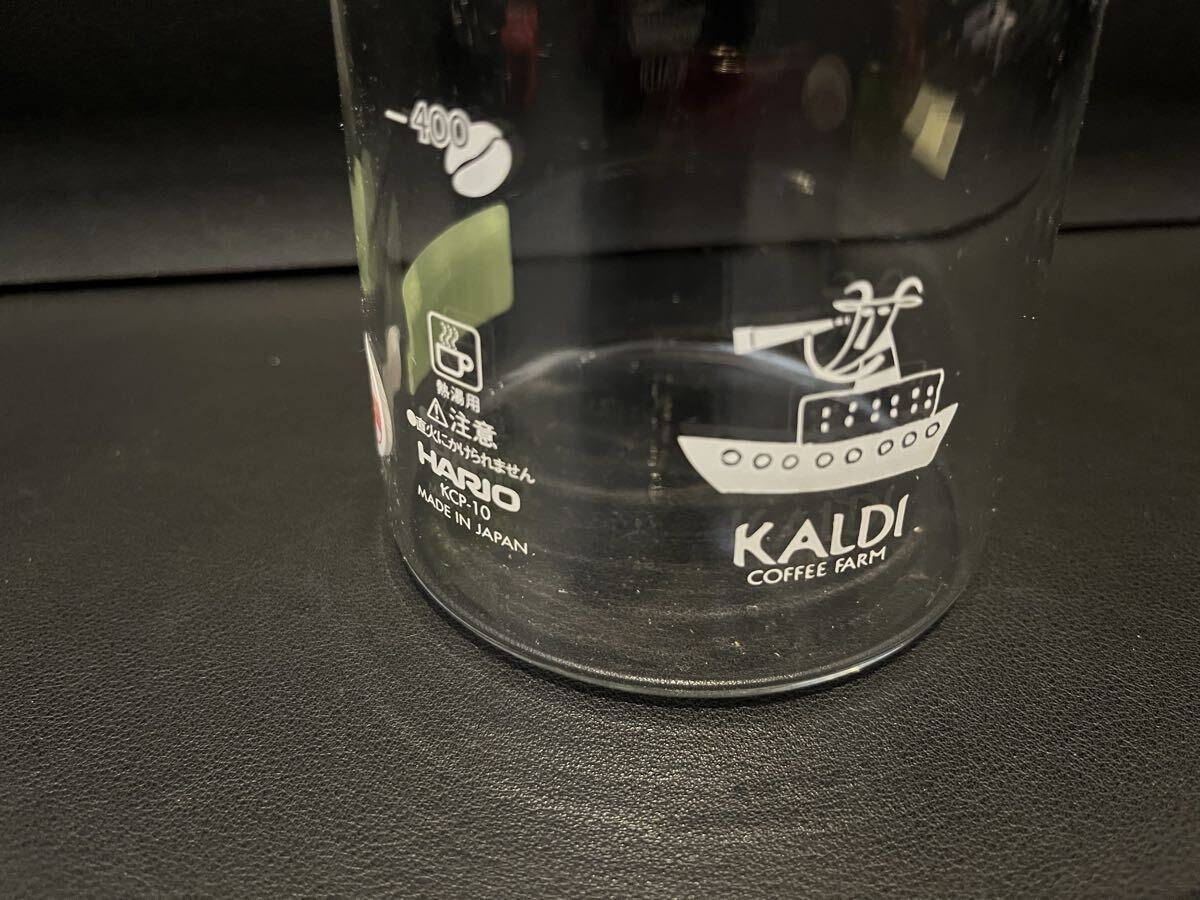 400
熱湯用
注意
●直火にかけられません
HARIO
KCP-10
MADE IN JAPAN
KALDI
COFFEE FARM